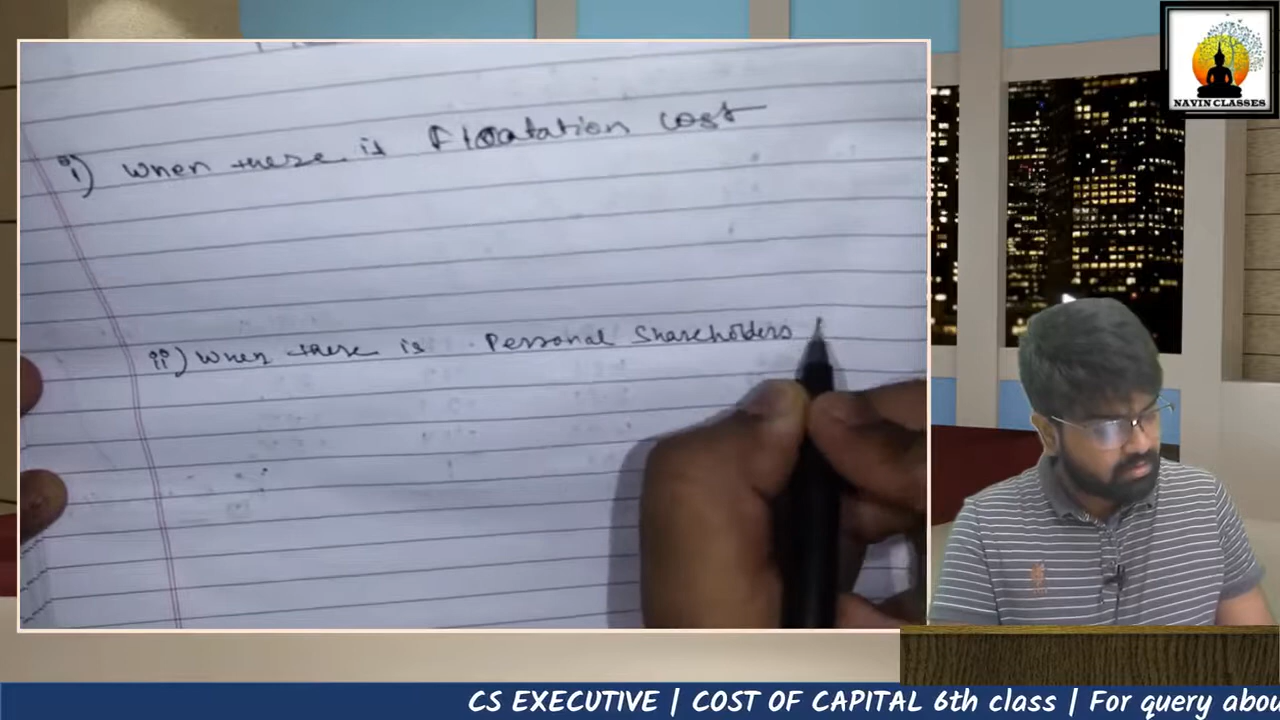 NAVIN CLASSES
i) When there is Floatation cost
ii) When there is Personal Shareholders
CS EXECUTIVE | COST OF CAPITAL 6th class | For query abou